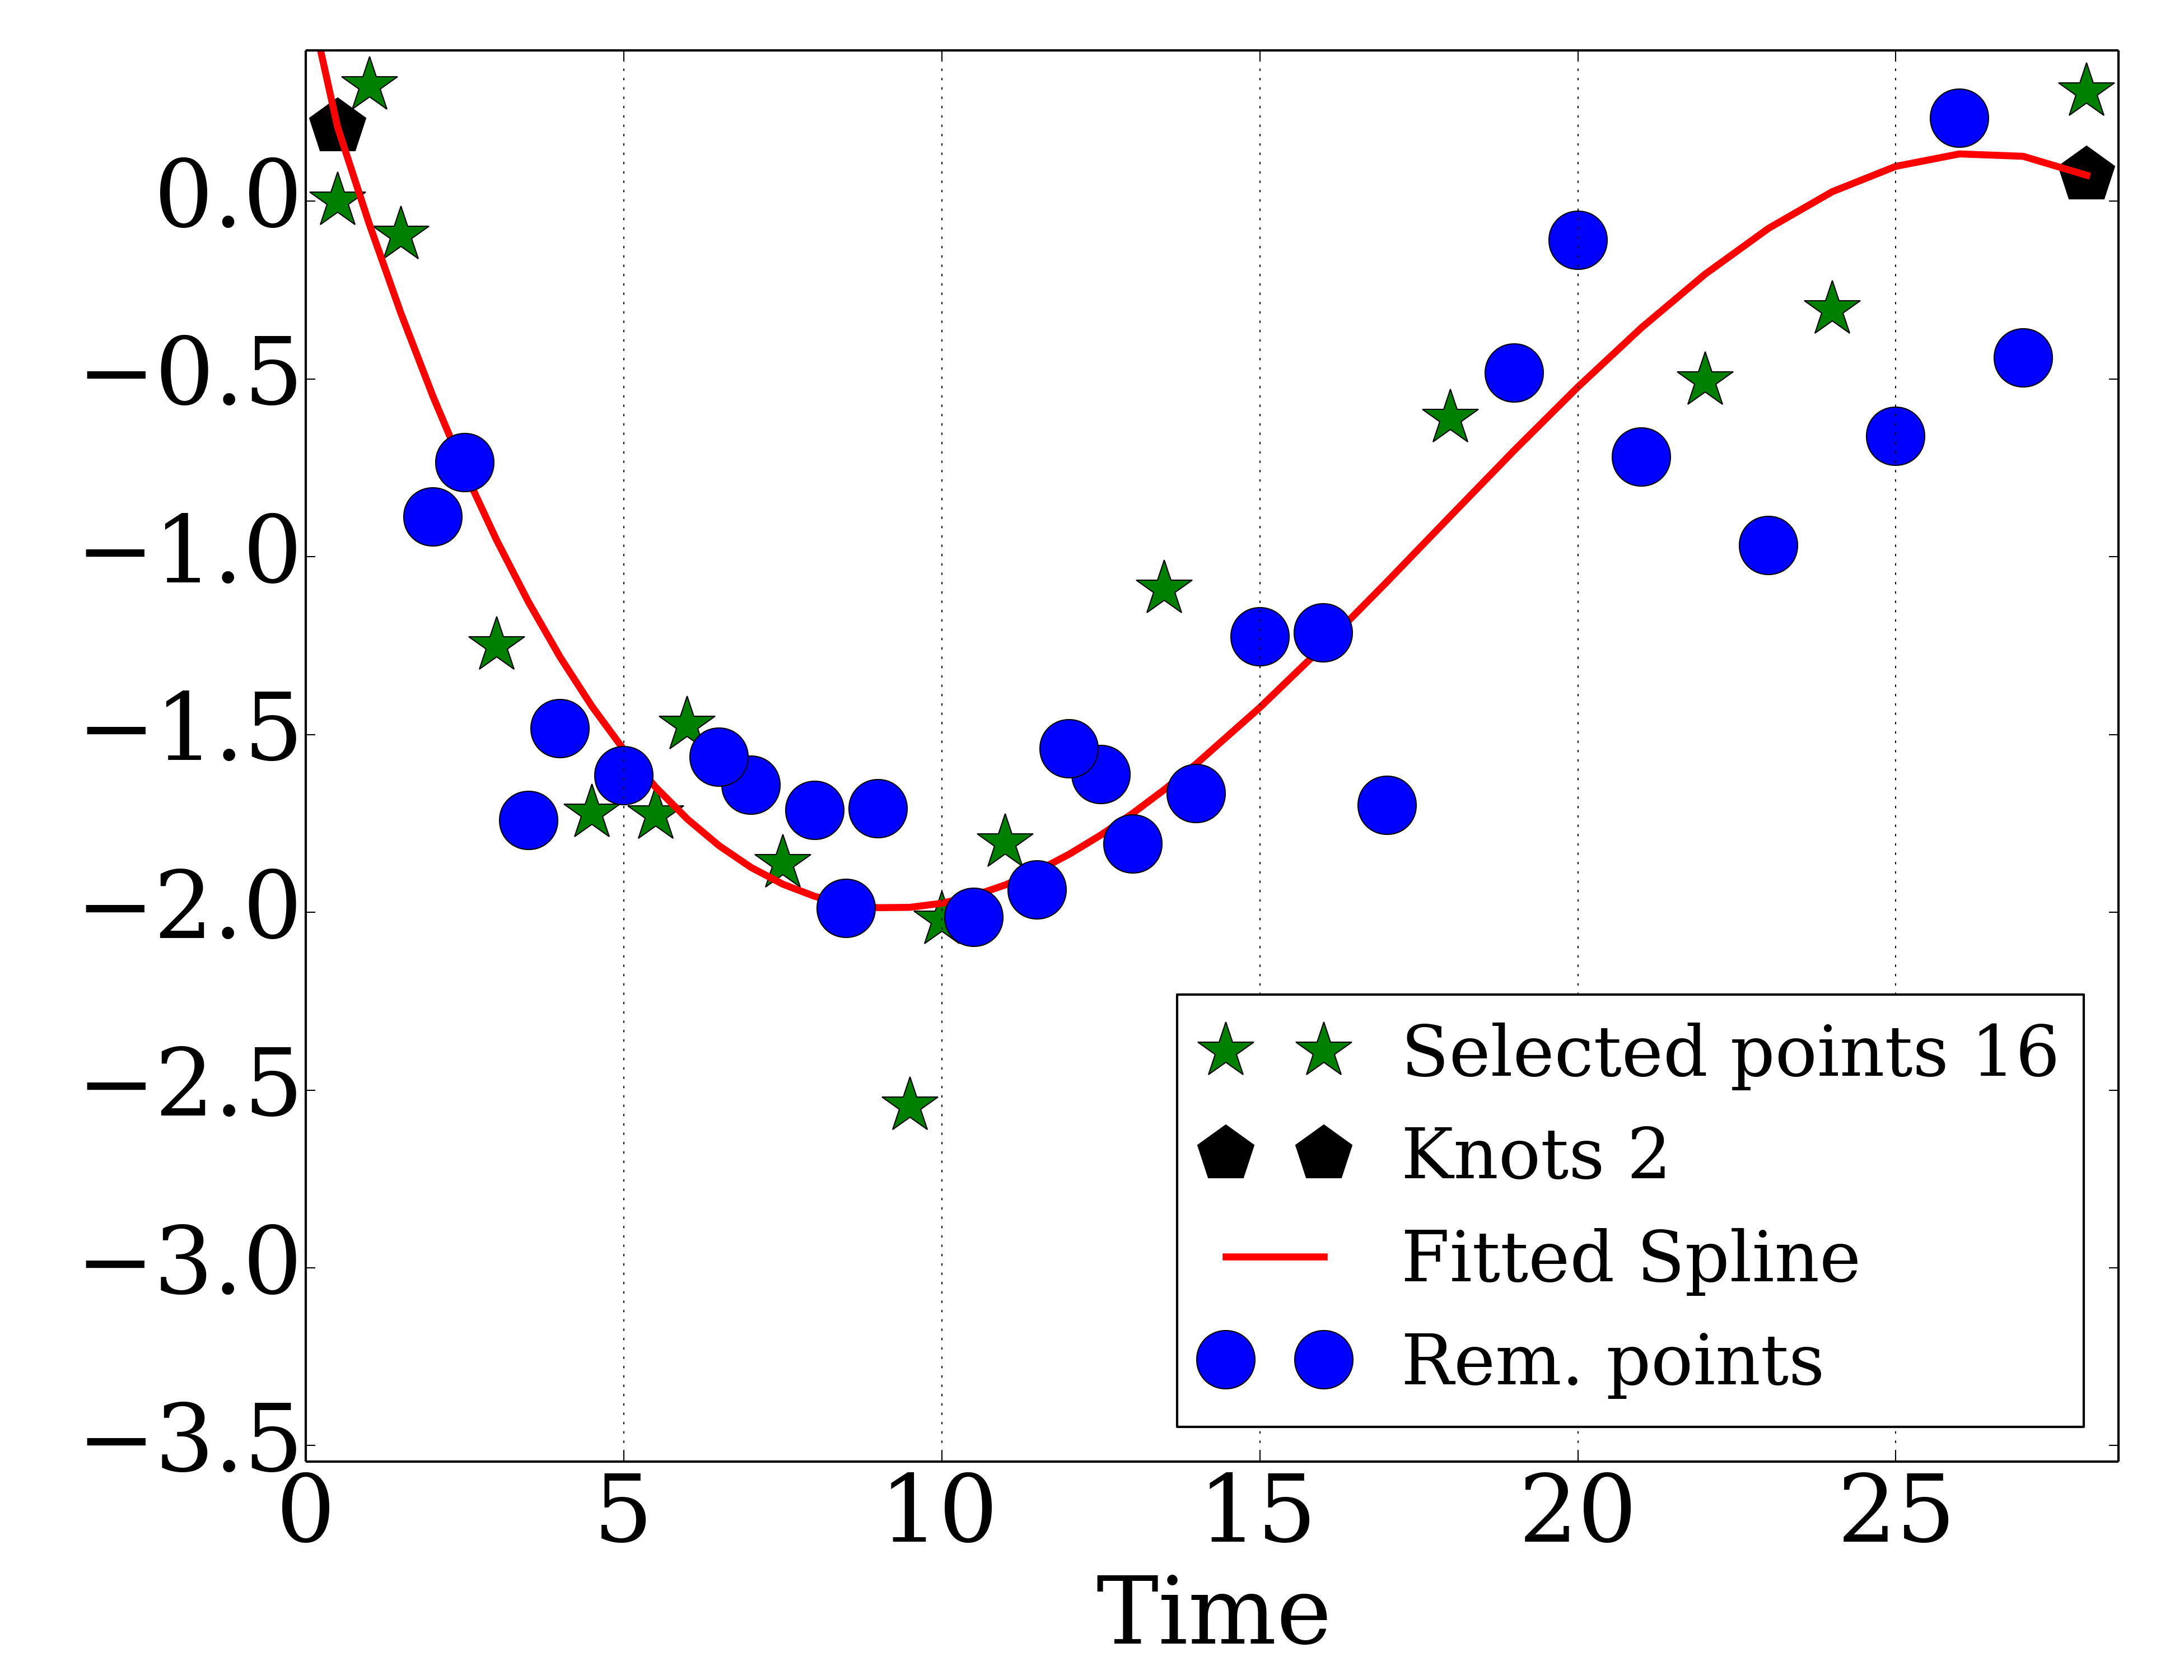 0.0
−0.5
−1.0
−1.5
−2.0
−2.5
−3.0
−3.5
0 5 10 15 20 25
Time
Selected points 16
Knots 2
Fitted Spline
Rem. points